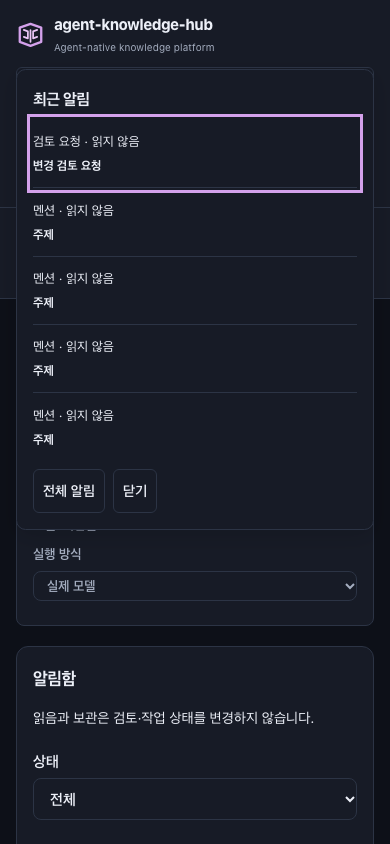 agent-knowledge-hub
Agent-native knowledge platform
최근 알림
검토 요청 · 읽지 않음
변경 검토 요청
멘션 · 읽지 않음
주제
멘션 · 읽지 않음
주제
멘션 · 읽지 않음
주제
멘션 · 읽지 않음
주제
전체 알림
닫기
실행 방식
실제 모델
알림함
읽음과 보관은 검토·작업 상태를 변경하지 않습니다.
상태
전체